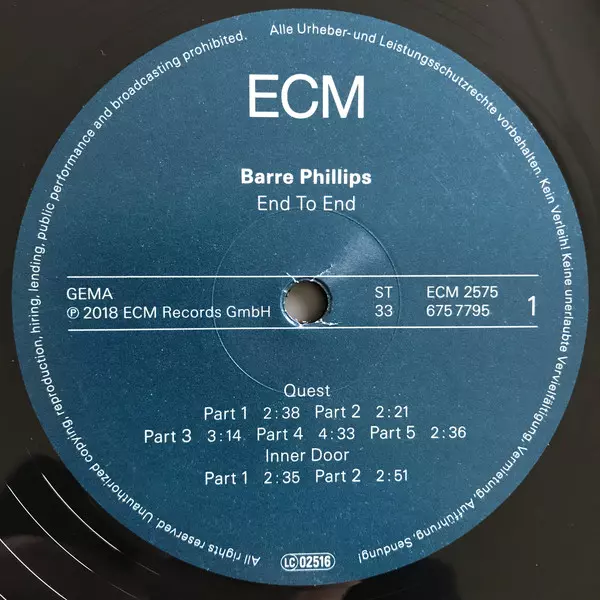 Alle Urheber- und Leistungsschutzrechte vorbehalten. Kein Verleih! Keine unerlaubte Vervielfältigung, Vermietung, Aufführung, Sendung!
ECM
Barre Phillips
End To End
GEMA ST ECM 2575
℗ 2018 ECM Records GmbH 33 675 7795 1
Quest
Part 1 2:38 Part 2 2:21
Part 3 3:14 Part 4 4:33 Part 5 2:36
Inner Door
Part 1 2:35 Part 2 2:51
LC 02516
All rights reserved. Unauthorized copying, reproduction, hiring, lending, public performance and broadcasting prohibited.